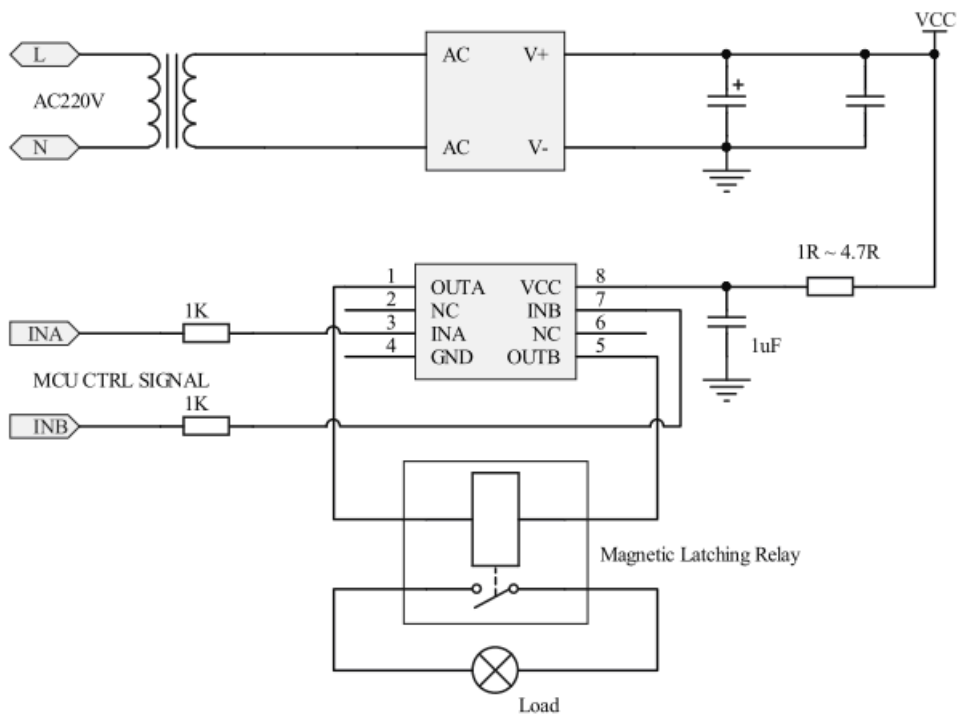 VCC
L
AC V+
AC220V
N
AC V-
1R ~ 4.7R
1 OUTA VCC 8
2 NC INB 7
INA 1K 3 INA NC 6
4 GND OUTB 5
1uF
MCU CTRL SIGNAL
INB 1K
Magnetic Latching Relay
Load
+